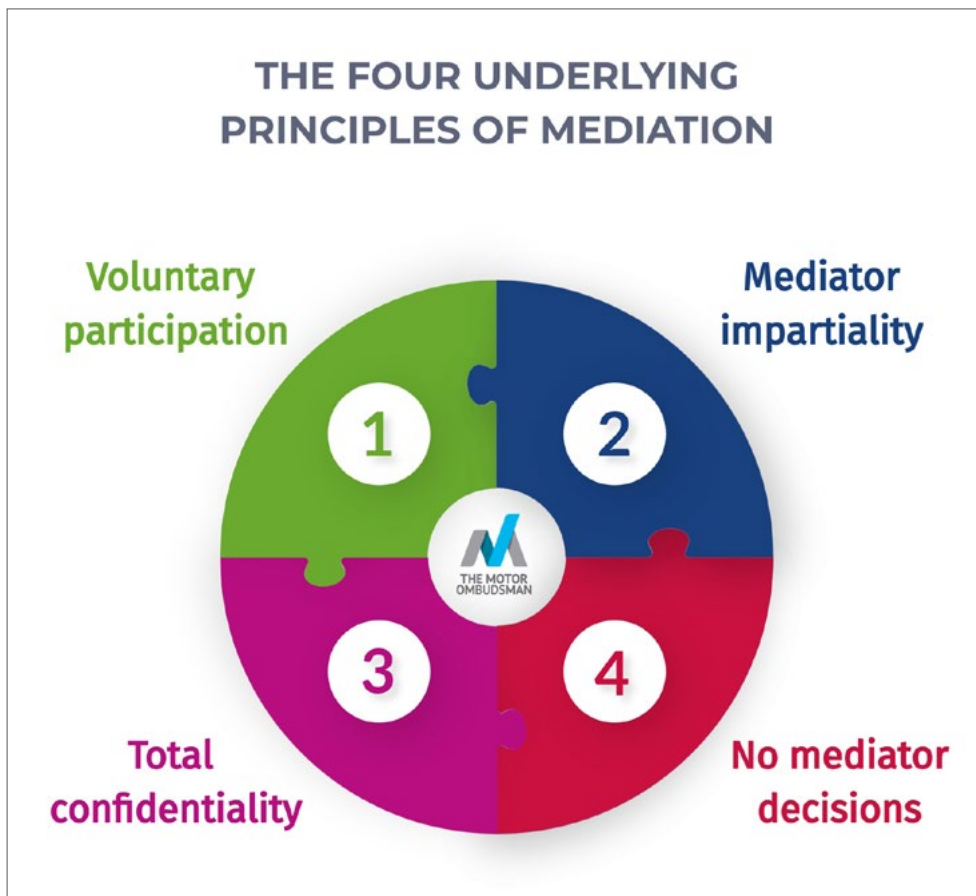 THE FOUR UNDERLYING
PRINCIPLES OF MEDIATION
Voluntary
participation
1
Mediator
impartiality
2
THE MOTOR
OMBUDSMAN
3
Total
confidentiality
4
No mediator
decisions